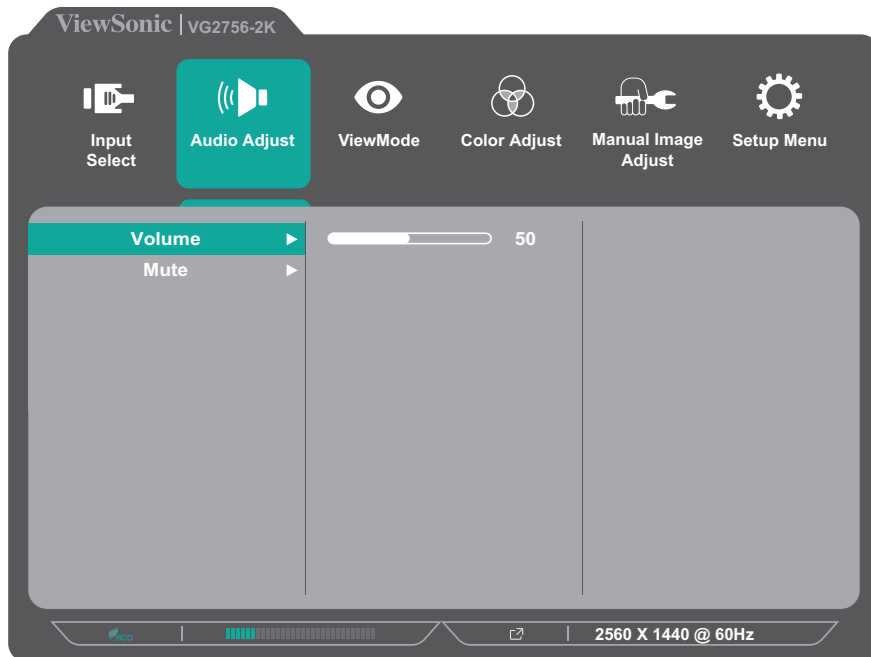 ViewSonic | VG2756-2K
Input
Select
Audio Adjust
ViewMode
Color Adjust
Manual Image
Adjust
Setup Menu
Volume
50
Mute
eco
2560 X 1440 @ 60Hz